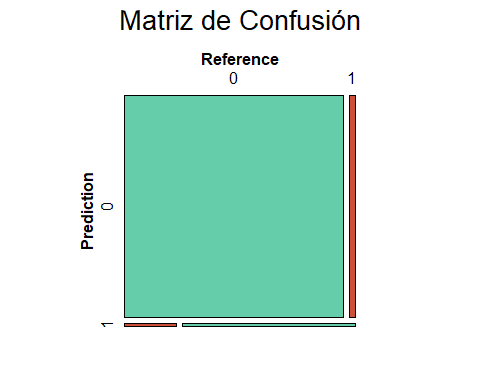 Matriz de Confusión
Reference
0 1
Prediction
0
1